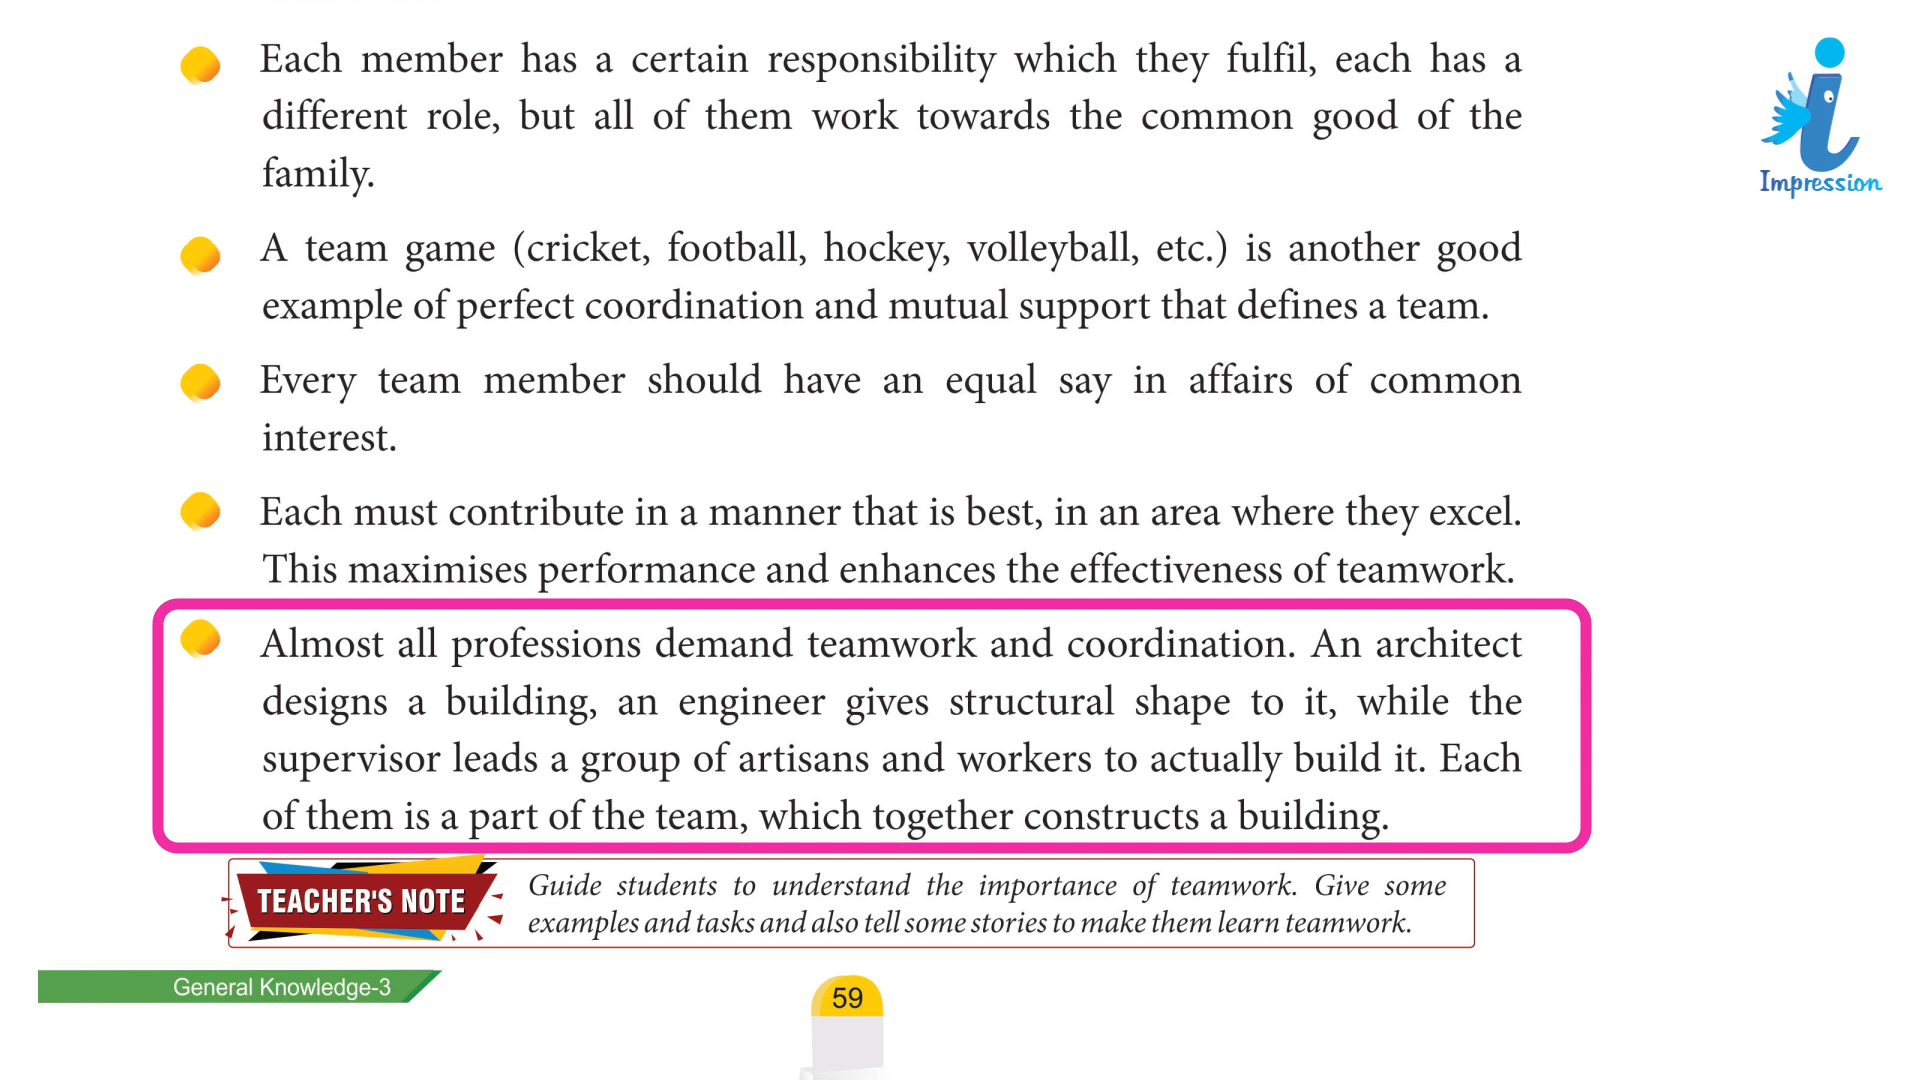 Each member has a certain responsibility which they fulfil, each has a
different role, but all of them work towards the common good of the
family.
A team game (cricket, football, hockey, volleyball, etc.) is another good
example of perfect coordination and mutual support that defines a team.
Every team member should have an equal say in affairs of common
interest.
Each must contribute in a manner that is best, in an area where they excel.
This maximises performance and enhances the effectiveness of teamwork.
Almost all professions demand teamwork and coordination. An architect
designs a building, an engineer gives structural shape to it, while the
supervisor leads a group of artisans and workers to actually build it. Each
of them is a part of the team, which together constructs a building.
TEACHER'S NOTE
Guide students to understand the importance of teamwork. Give some
examples and tasks and also tell some stories to make them learn teamwork.
General Knowledge-3
59
Impression